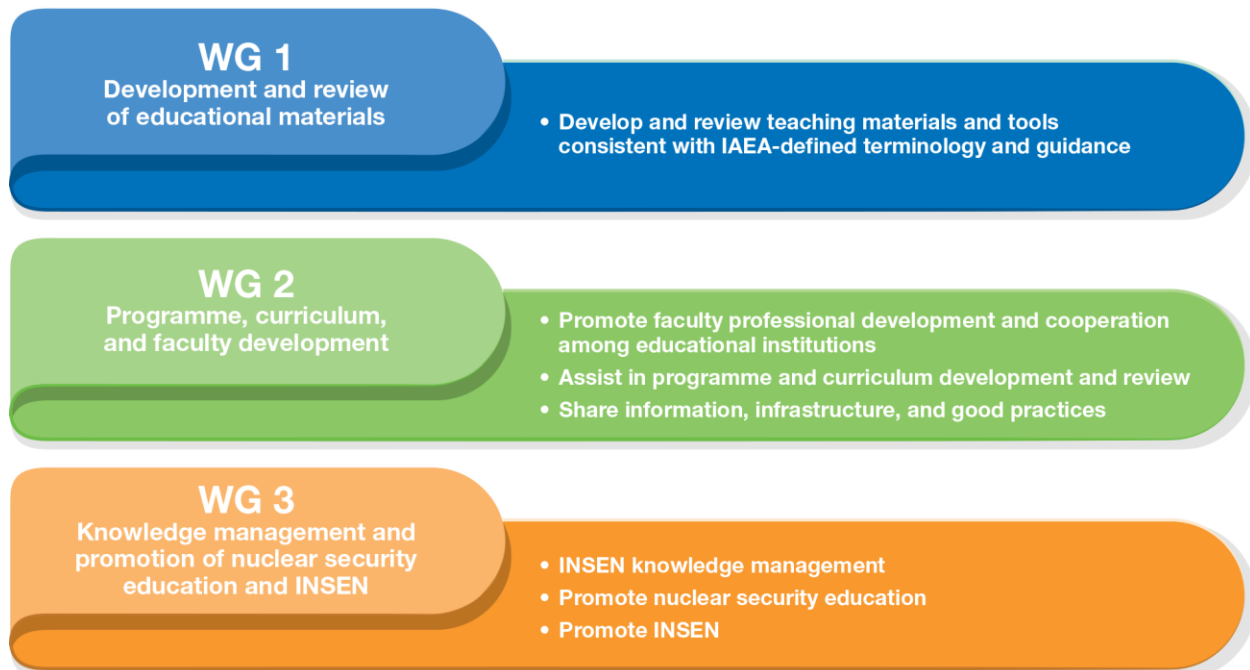 WG 1
Development and review
of educational materials
• Develop and review teaching materials and tools
consistent with IAEA-defined terminology and guidance
WG 2
Programme, curriculum,
and faculty development
• Promote faculty professional development and cooperation
among educational institutions
• Assist in programme and curriculum development and review
• Share information, infrastructure, and good practices
WG 3
Knowledge management and
promotion of nuclear security
education and INSEN
• INSEN knowledge management
• Promote nuclear security education
• Promote INSEN